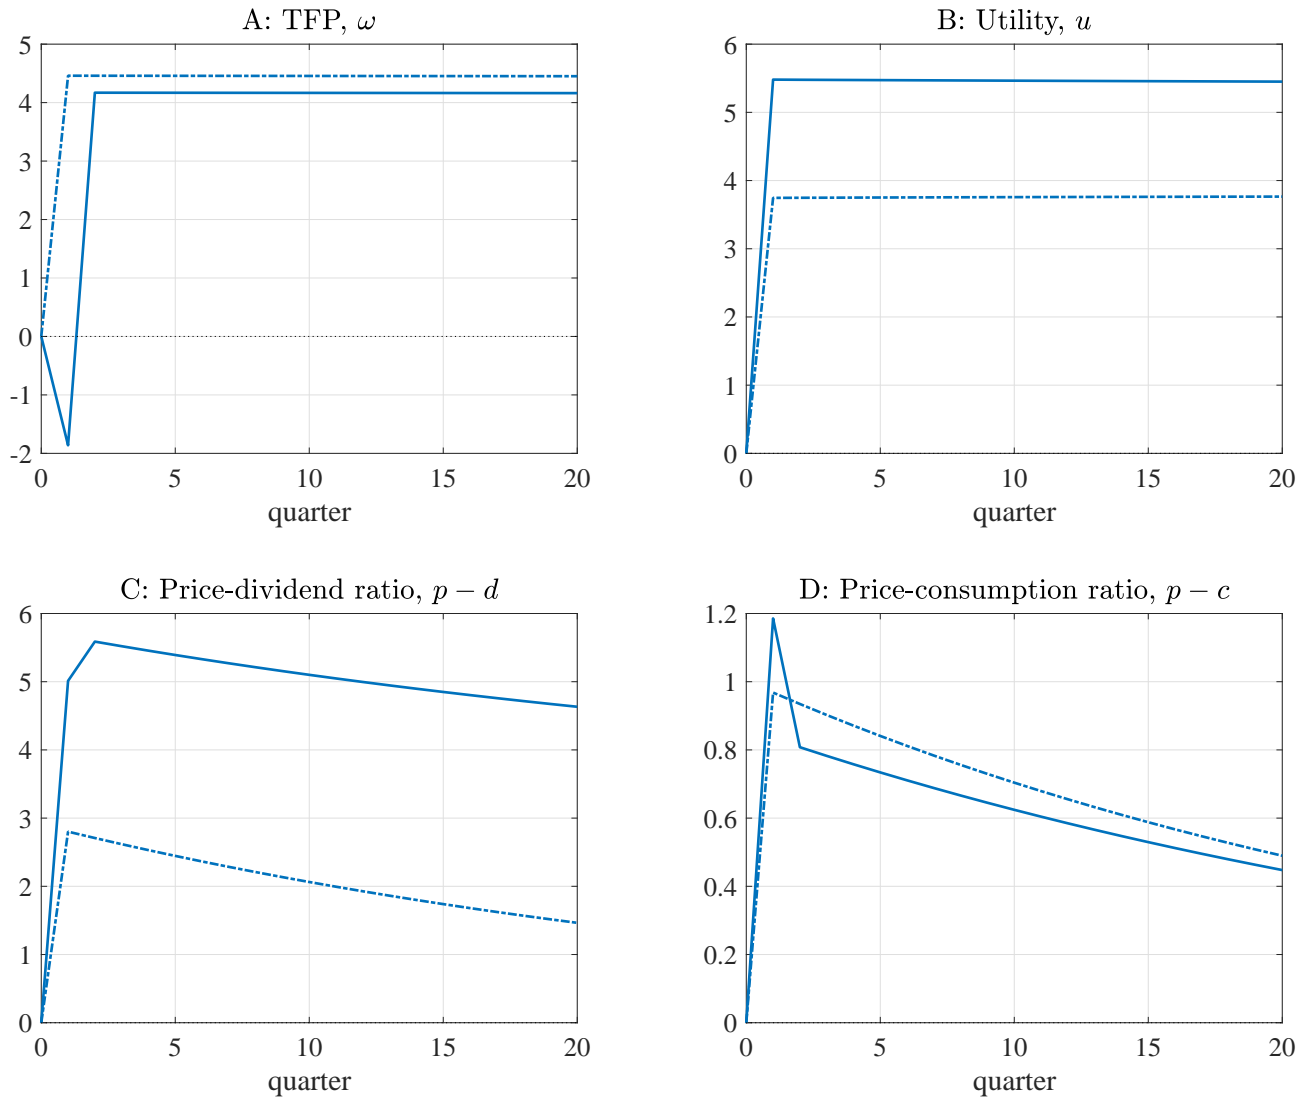 A: TFP, ω
5
4
3
2
1
0
-1
-2
0 5 10 15 20
quarter
B: Utility, u
6
5
4
3
2
1
0
0 5 10 15 20
quarter
C: Price-dividend ratio, p − d
6
5
4
3
2
1
0
0 5 10 15 20
quarter
D: Price-consumption ratio, p − c
1.2
1
0.8
0.6
0.4
0.2
0
0 5 10 15 20
quarter